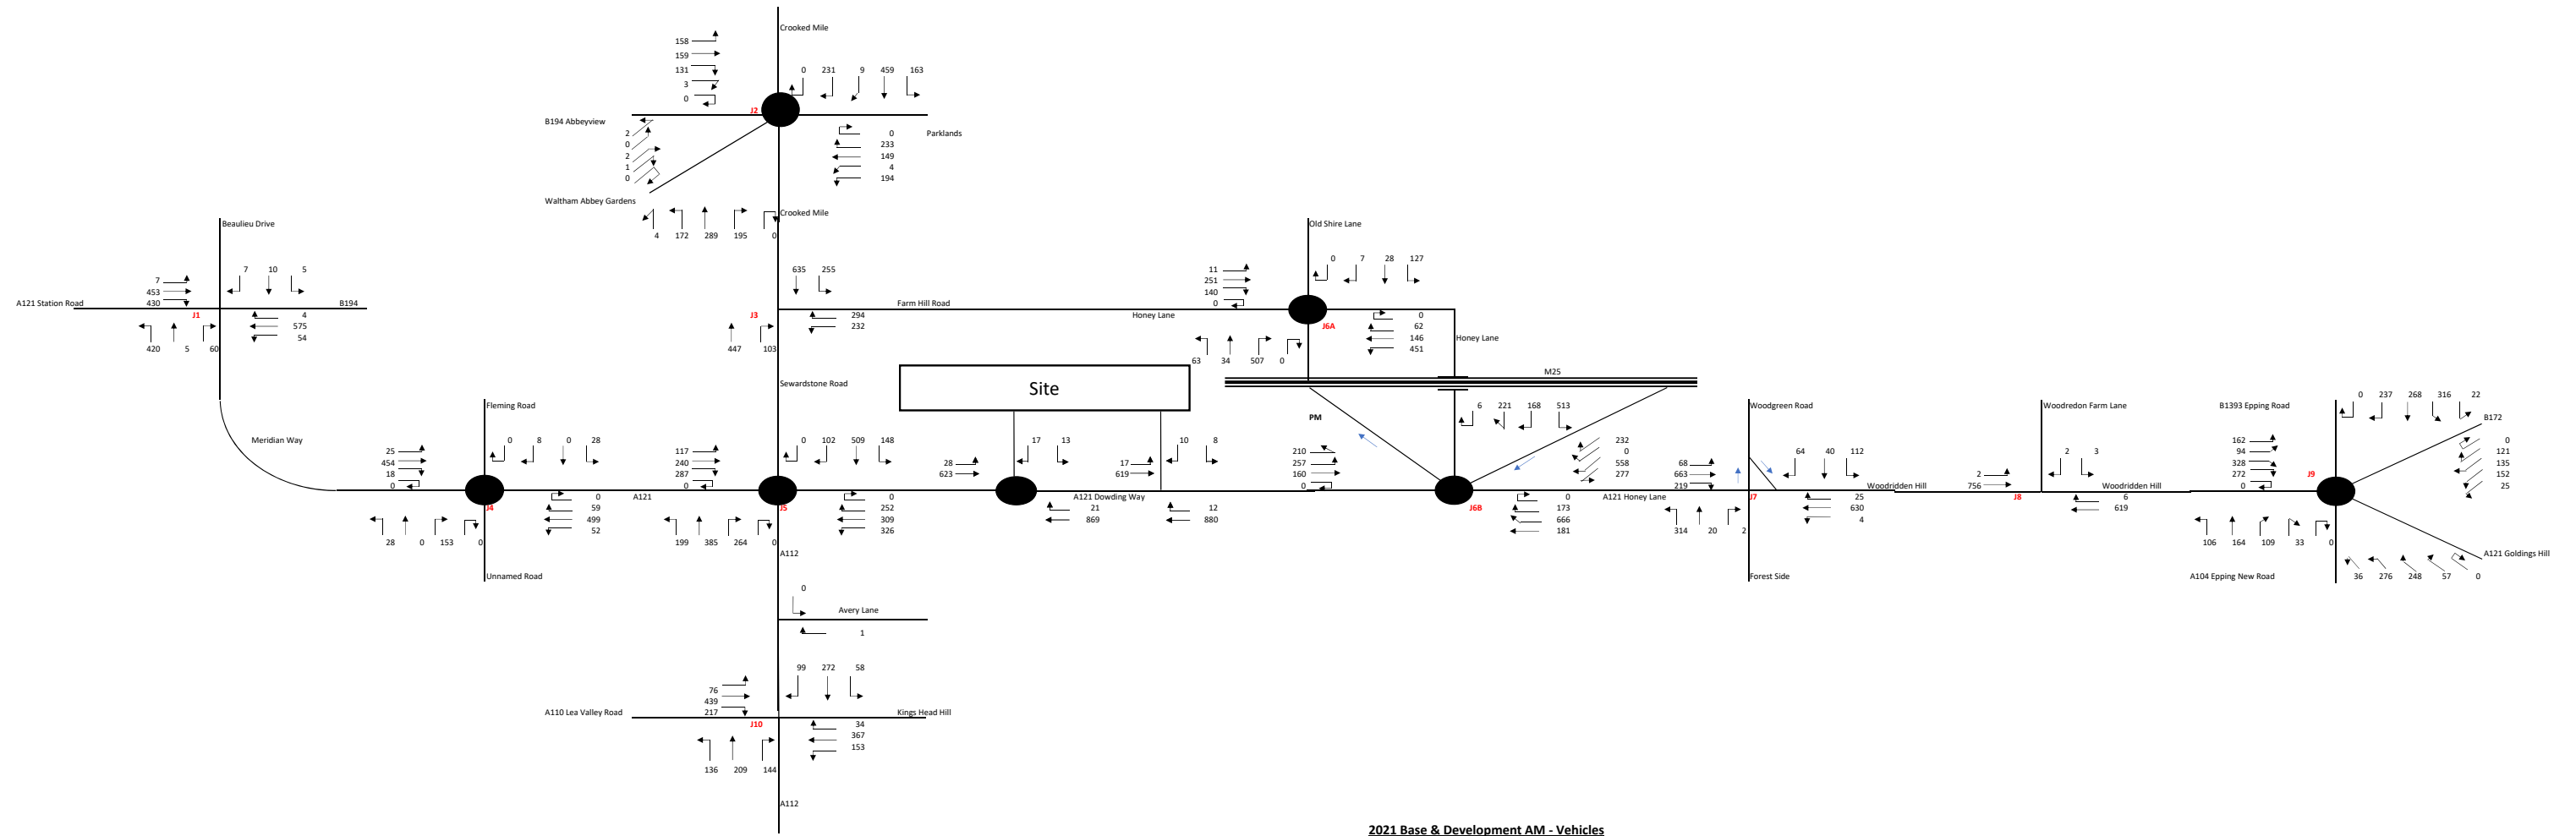 Crooked Mile
158
159
131
3
0
0 231 9 459 163
J2
B194 Abbeyview
Parklands
2
0
2
1
0
0
233
149
4
194
Waltham Abbey Gardens
Crooked Mile
4 172 289 195 0
Beaulieu Drive
7
453
430
7 10 5
A121 Station Road
B194
J1
4
575
54
420 5 60
635 255
Farm Hill Road
J3
294
232
447 103
Honey Lane
Old Shire Lane
11
251
140
0
0 7 28 127
J6A
0
62
146
451
63 34 507 0
Honey Lane
M25
Site
Sewardstone Road
Meridian Way
Fleming Road
25
454
18
0
0 8 0 28
J4
0
59
499
52
28 0 153 0
Unnamed Road
A121
117
240
287
0
0 102 509 148
J5
0
252
309
326
199 385 264 0
A112
28
623
17 13
17
619
10 8
A121 Dowding Way
21
869
12
880
PM
210
257
160
0
6 221 168 513
232
0
558
277
J6B
0
173
666
181
A121 Honey Lane
Woodgreen Road
68
663
219
64 40 112
J7
25
630
4
314 20 2
Forest Side
Woodridden Hill
Woodredon Farm Lane
2
756
2 3
J8
6
619
Woodridden Hill
B1393 Epping Road
0 237 268 316 22
B172
162
94
328
272
0
J9
0
121
135
152
25
106 164 109 33 0
A121 Goldings Hill
A104 Epping New Road
36 276 248 57 0
0
Avery Lane
1
99 272 58
76
439
217
A110 Lea Valley Road
Kings Head Hill
J10
34
367
153
136 209 144
A112
2021 Base & Development AM - Vehicles